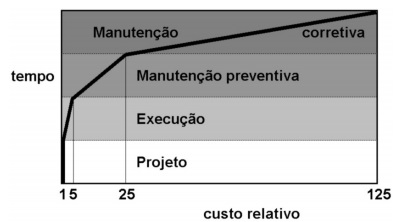 Manutenção corretiva
tempo
Manutenção preventiva
Execução
Projeto
1 5 25 125
custo relativo